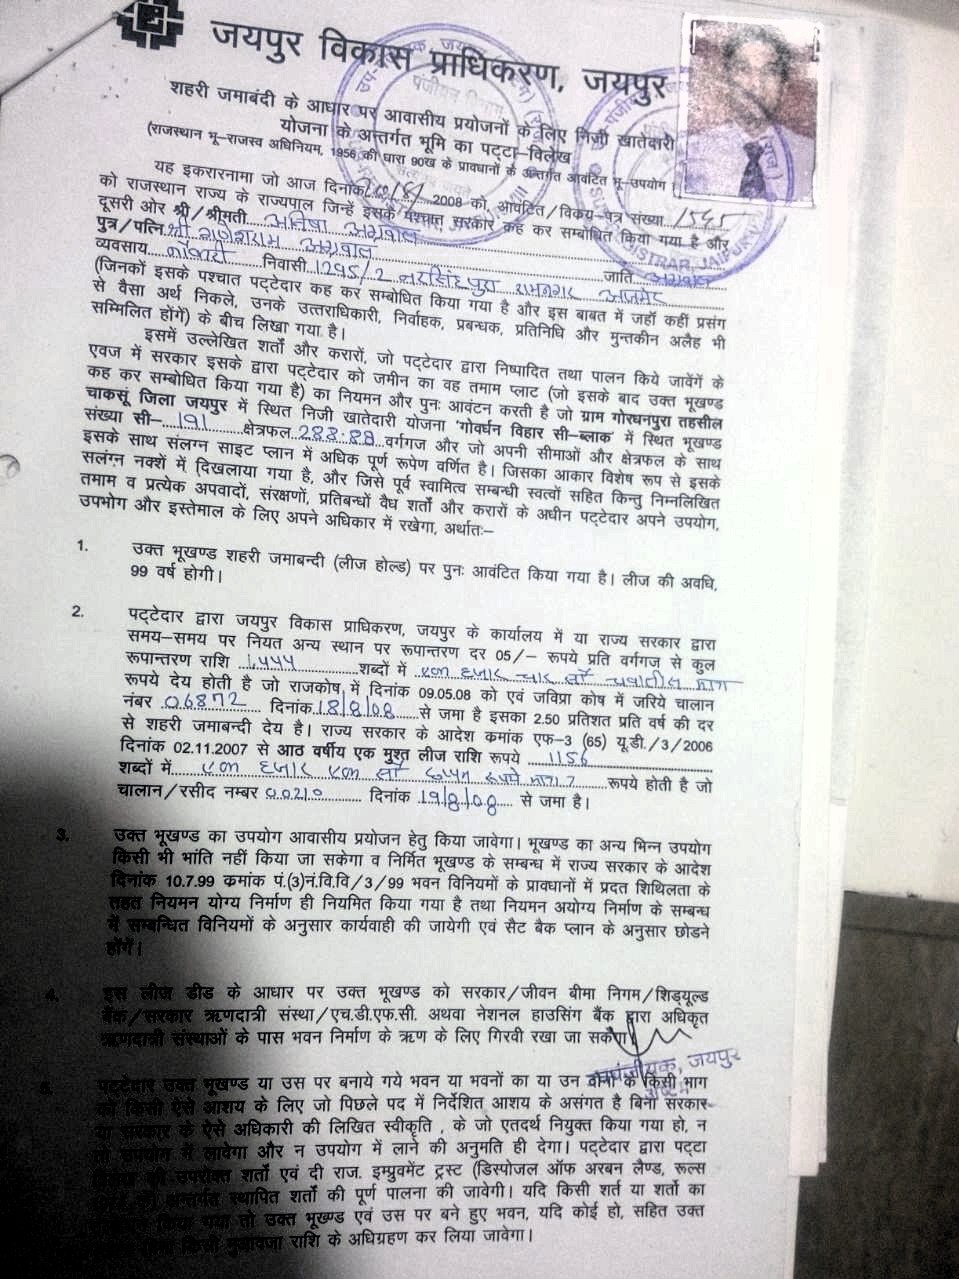 जयपुर विकास प्राधिकरण, जयपुर
शहरी जमाबंदी के आधार पर आवासीय प्रयोजनों के लिए निजी खातेदारी
योजना के अन्तर्गत भूमि का पट्टा–विलेख
(राजस्थान भू–राजस्व अधिनियम, 1956 की धारा 90ख के प्रावधानों के अन्तर्गत आवंटित भू–उपयोग
यह इकरारनामा जो आज दिनांक 2008 को, आवंटित/विकय–पत्र संख्या 1545
को राजस्थान राज्य के राज्यपाल जिन्हें इसके पश्चात सरकार कह कर सम्बोधित किया गया है और
दूसरी ओर श्री/श्रीमती अनिषा अग्रवाल
पुत्र/पत्नि श्री गणेशराम अग्रवाल जाति अग्रवाल
व्यवसाय नौकरी निवासी 1295/2 नरसिंहपुरा रामनगर अजमेर
(जिनकों इसके पश्चात पट्टेदार कह कर सम्बोधित किया गया है और इस बाबत में जहाँ कहीं प्रसंग
से वैसा अर्थ निकले, उनके उत्तराधिकारी, निर्वाहक, प्रबन्धक, प्रतिनिधि और मुन्तकीन अलैह भी
सम्मिलित होंगें) के बीच लिखा गया है।
इसमें उल्लेखित शर्तों और करारों, जो पट्टेदार द्वारा निष्पादित तथा पालन किये जावेंगें के
एवज में सरकार इसके द्वारा पट्टेदार को जमीन का वह तमाम प्लाट (जो इसके बाद उक्त भूखण्ड
कह कर सम्बोधित किया गया है) का नियमन और पुनः आवंटन करती है जो ग्राम गोरधनपुरा तहसील
चाकसूं जिला जयपुर में स्थित निजी खातेदारी योजना 'गोवर्धन विहार सी–ब्लाक' में स्थित भूखण्ड
संख्या सी– 191 क्षेत्रफल 288.88 वर्गगज और जो अपनी सीमाओं और क्षेत्रफल के साथ
इसके साथ संलग्न साइट प्लान में अधिक पूर्ण रूपेण वर्णित है। जिसका आकार विशेष रूप से इसके
सलंग्न नक्शें में दिखलाया गया है, और जिसे पूर्व स्वामित्व सम्बन्धी स्वत्वों सहित किन्तु निम्नलिखित
तमाम व प्रत्येक अपवादों, संरक्षणों, प्रतिबन्धों वैध शर्तों और करारों के अधीन पट्टेदार अपने उपयोग,
उपभोग और इस्तेमाल के लिए अपने अधिकार में रखेगा, अर्थातः–
1. उक्त भूखण्ड शहरी जमाबन्दी (लीज होल्ड) पर पुनः आवंटित किया गया है। लीज की अवधि,
99 वर्ष होगी।
2. पट्टेदार द्वारा जयपुर विकास प्राधिकरण, जयपुर के कार्यालय में या राज्य सरकार द्वारा
समय–समय पर नियत अन्य स्थान पर रूपान्तरण दर 05/– रूपये प्रति वर्गगज से कुल
रूपान्तरण राशि 1,444 शब्दों में एक हजार चार सौ चवालीस मात्र
रूपये देय होती है जो राजकोष में दिनांक 09.05.08 को एवं जविप्रा कोष में जरिये चालान
नंबर 06872 दिनांक 18/8/08 से जमा है इसका 2.50 प्रतिशत प्रति वर्ष की दर
से शहरी जमाबन्दी देय है। राज्य सरकार के आदेश क्रमांक एफ–3 (65) यू.डी./3/2006
दिनांक 02.11.2007 से आठ वर्षीय एक मुश्त लीज राशि रूपये 1156
शब्दों में एक हजार एक सौ छप्पन रूपये मात्र रूपये होती है जो
चालान/रसीद नम्बर 00210 दिनांक 19/8/08 से जमा है।
3. उक्त भूखण्ड का उपयोग आवासीय प्रयोजन हेतु किया जावेगा। भूखण्ड का अन्य भिन्न उपयोग
किसी भी भांति नहीं किया जा सकेगा व निर्मित भूखण्ड के सम्बन्ध में राज्य सरकार के आदेश
दिनांक 10.7.99 क्रमांक पं.(3)नं.वि.वि/3/99 भवन विनियमों के प्रावधानों में प्रदत शिथिलता के
तहत नियमन योग्य निर्माण ही नियमित किया गया है तथा नियमन अयोग्य निर्माण के सम्बन्ध
में सम्बन्धित विनियमों के अनुसार कार्यवाही की जायेगी एवं सैट बैक प्लान के अनुसार छोडने
होंगें।
4. इस लीज डीड के आधार पर उक्त भूखण्ड को सरकार/जीवन बीमा निगम/शिड्यूल्ड
बैंक/सरकार ऋणदात्री संस्था/एच.डी.एफ.सी. अथवा नेशनल हाउसिंग बैंक द्वारा अधिकृत
ऋणदात्री संस्थाओं के पास भवन निर्माण के ऋण के लिए गिरवी रखा जा सकेगा।
उपपंजीयक, जयपुर
5. पट्टेदार उक्त भूखण्ड या उस पर बनाये गये भवन या भवनों का या उन दोनों के किसी भाग
को किसी ऐसे आशय के लिए जो पिछले पद में निर्देशित आशय के असंगत है बिना सरकार
या सरकार के ऐसे अधिकारी की लिखित स्वीकृति , के जो एतदर्थ नियुक्त किया गया हो, न
तो उपयोग में लावेगा और न उपयोग में लाने की अनुमति ही देगा। पट्टेदार द्वारा पट्टा
की उपरोक्त शर्तों एवं दी राज. इम्प्रुवमेंट ट्रस्ट (डिस्पोजल ऑफ अरबन लैण्ड, रूल्स
अन्तर्गत स्थापित शर्तों की पूर्ण पालना की जावेगी। यदि किसी शर्त या शर्तों का
किया गया तो उक्त भूखण्ड एवं उस पर बने हुए भवन, यदि कोई हो, सहित उक्त
किसी मुआवजा राशि के अधिग्रहण कर लिया जावेगा।